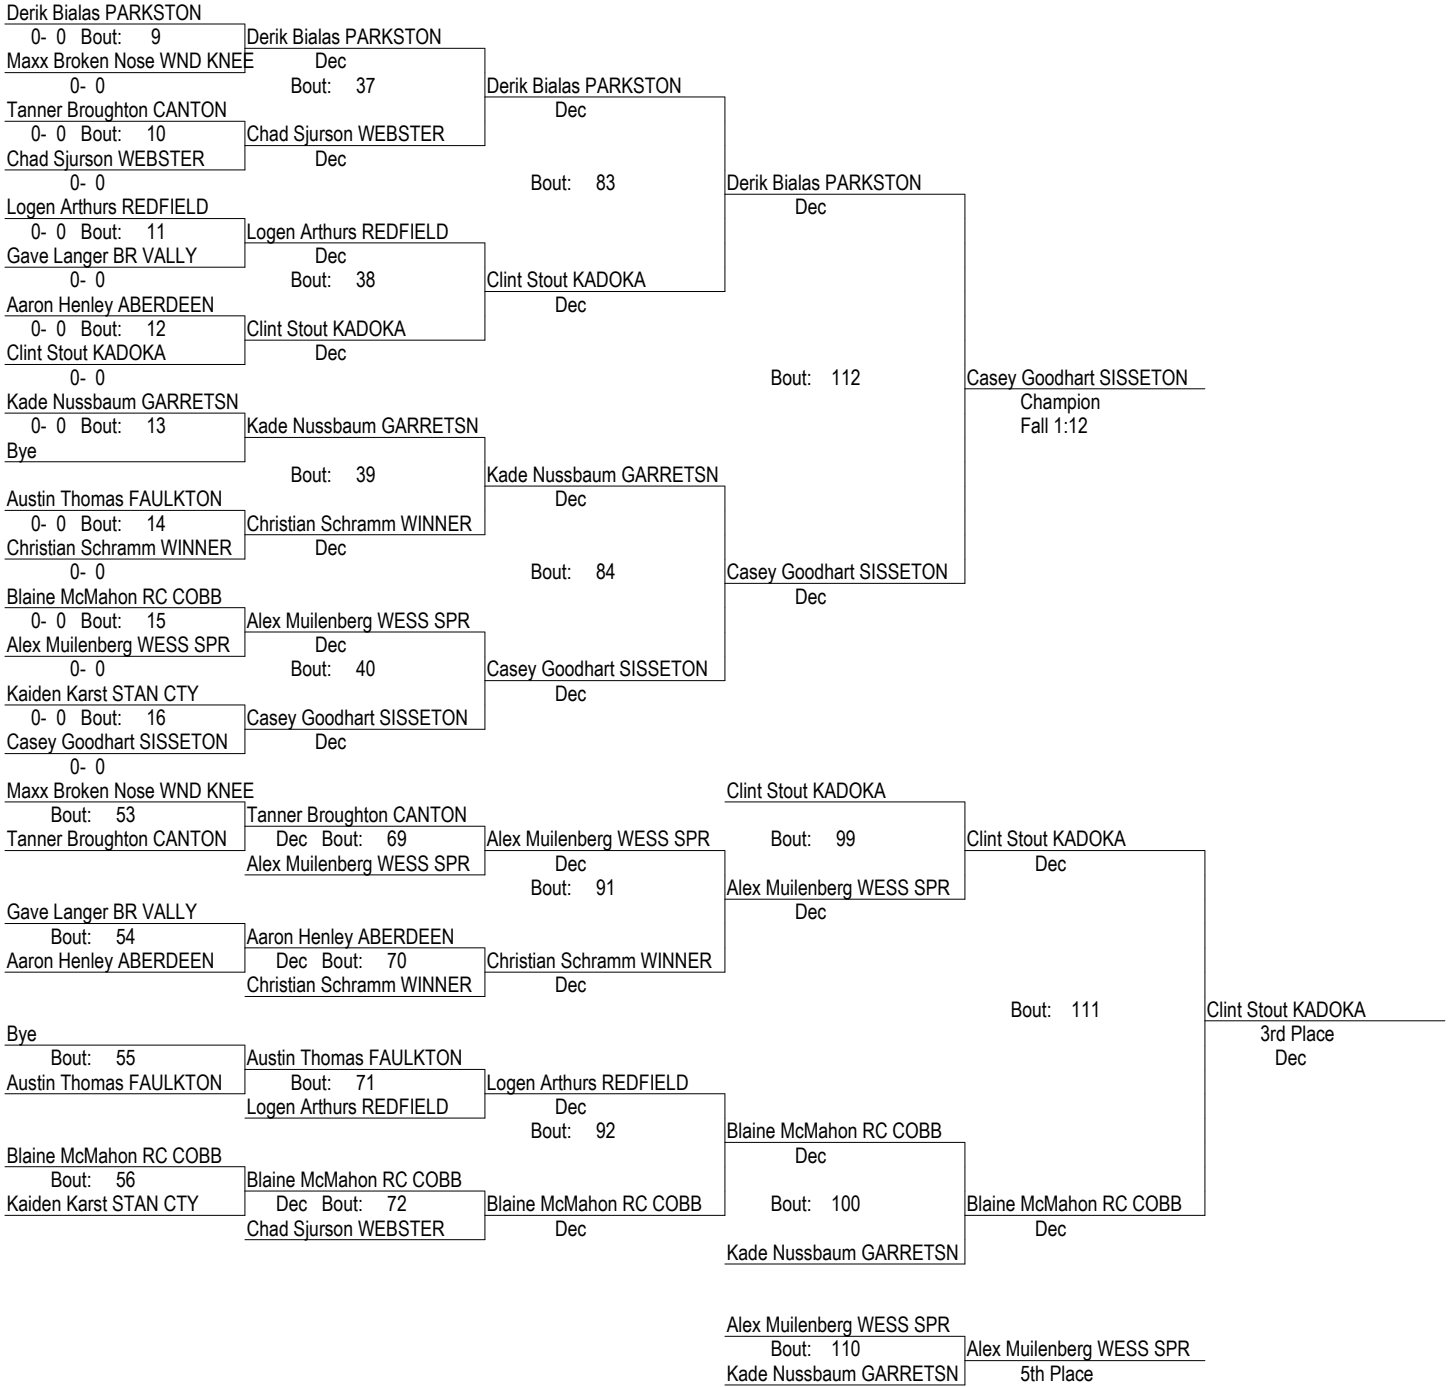 Derik Bialas PARKSTON
0- 0 Bout: 9 Derik Bialas PARKSTON
Maxx Broken Nose WND KNEE Dec
0- 0 Bout: 37 Derik Bialas PARKSTON
Tanner Broughton CANTON Dec
0- 0 Bout: 10 Chad Sjurson WEBSTER
Chad Sjurson WEBSTER Dec
0- 0 Bout: 83 Derik Bialas PARKSTON
Logen Arthurs REDFIELD Dec
0- 0 Bout: 11 Logen Arthurs REDFIELD
Gave Langer BR VALLY Dec
0- 0 Bout: 38 Clint Stout KADOKA
Aaron Henley ABERDEEN Dec
0- 0 Bout: 12 Clint Stout KADOKA
Clint Stout KADOKA Dec
0- 0 Bout: 112 Casey Goodhart SISSETON
Kade Nussbaum GARRETSN Champion
0- 0 Bout: 13 Kade Nussbaum GARRETSN Fall 1:12
Bye
Bout: 39 Kade Nussbaum GARRETSN
Austin Thomas FAULKTON Dec
0- 0 Bout: 14 Christian Schramm WINNER
Christian Schramm WINNER Dec
0- 0 Bout: 84 Casey Goodhart SISSETON
Blaine McMahon RC COBB Dec
0- 0 Bout: 15 Alex Muilenberg WESS SPR
Alex Muilenberg WESS SPR Dec
0- 0 Bout: 40 Casey Goodhart SISSETON
Kaiden Karst STAN CTY Dec
0- 0 Bout: 16 Casey Goodhart SISSETON
Casey Goodhart SISSETON Dec
0- 0
Maxx Broken Nose WND KNEE Clint Stout KADOKA
Bout: 53 Tanner Broughton CANTON
Tanner Broughton CANTON Dec Bout: 69 Alex Muilenberg WESS SPR Bout: 99 Clint Stout KADOKA
Alex Muilenberg WESS SPR Dec Dec
Bout: 91 Alex Muilenberg WESS SPR
Gave Langer BR VALLY Dec
Bout: 54 Aaron Henley ABERDEEN
Aaron Henley ABERDEEN Dec Bout: 70 Christian Schramm WINNER
Christian Schramm WINNER Dec
Bout: 111 Clint Stout KADOKA
Bye 3rd Place
Bout: 55 Austin Thomas FAULKTON Dec
Austin Thomas FAULKTON Bout: 71 Logen Arthurs REDFIELD
Logen Arthurs REDFIELD Dec
Bout: 92 Blaine McMahon RC COBB
Blaine McMahon RC COBB Dec
Bout: 56 Blaine McMahon RC COBB
Kaiden Karst STAN CTY Dec Bout: 72 Blaine McMahon RC COBB Bout: 100 Blaine McMahon RC COBB
Chad Sjurson WEBSTER Dec Dec
Kade Nussbaum GARRETSN
Alex Muilenberg WESS SPR
Bout: 110 Alex Muilenberg WESS SPR
Kade Nussbaum GARRETSN 5th Place